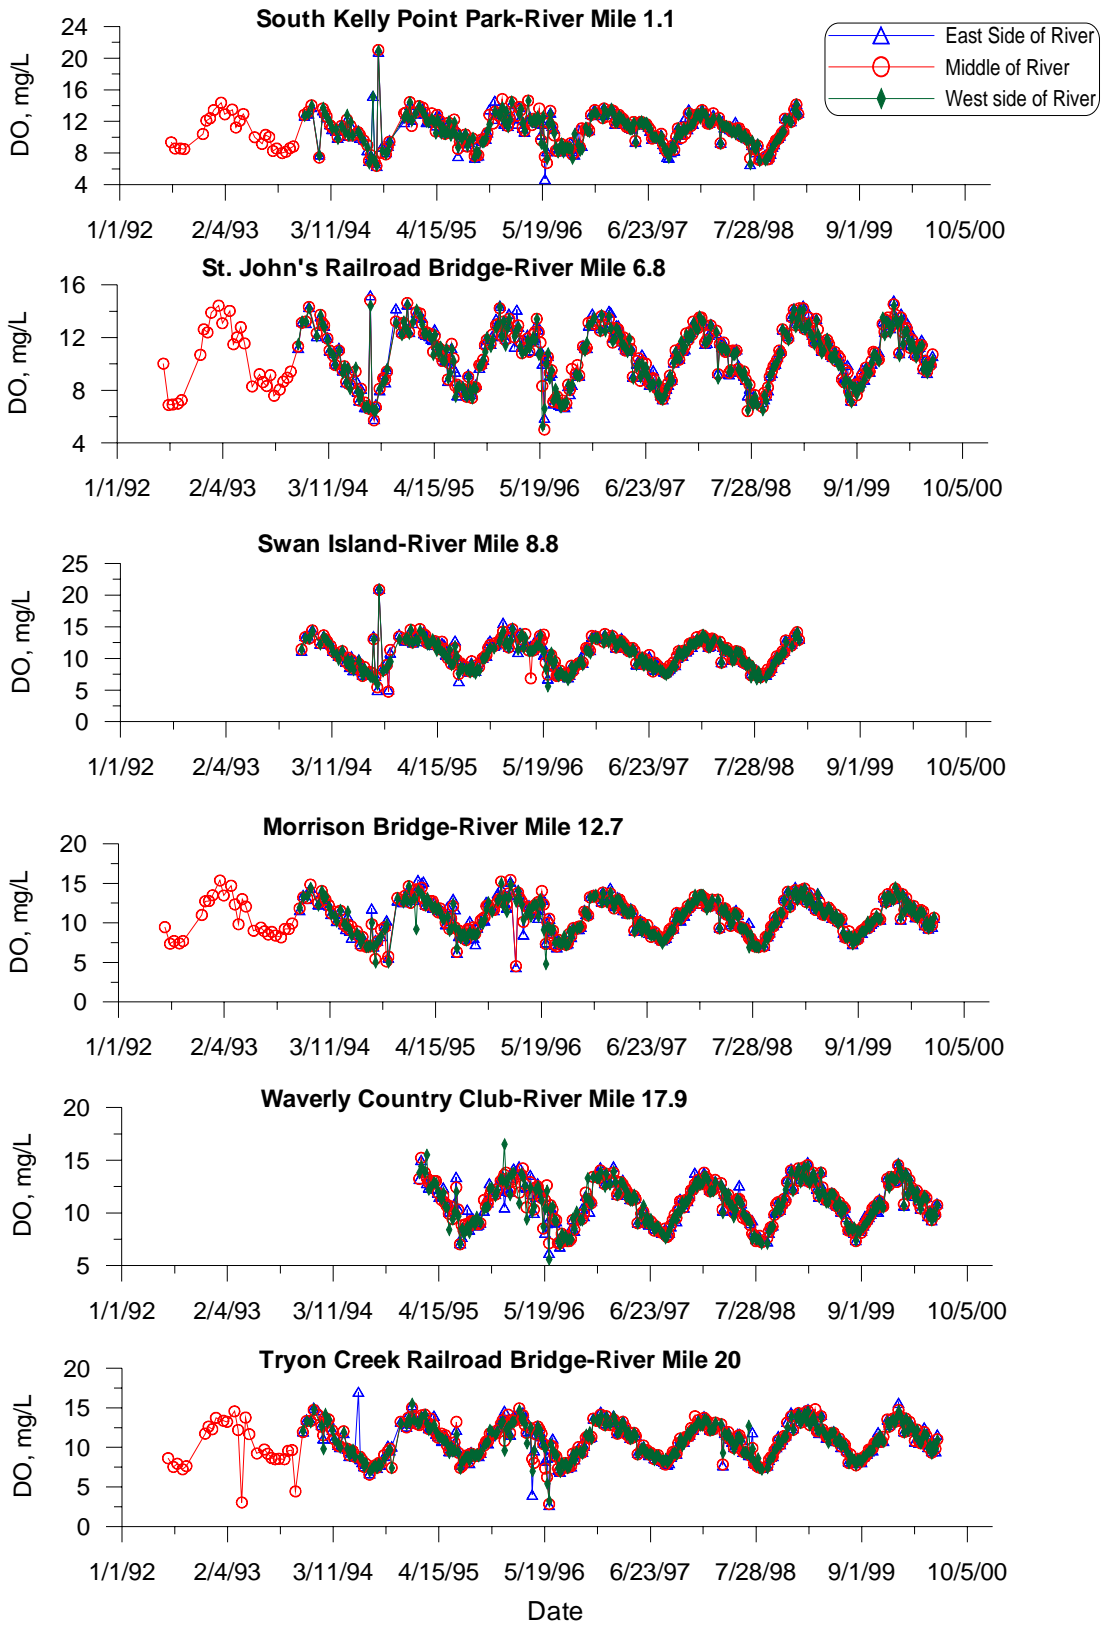 South Kelly Point Park-River Mile 1.1
East Side of River
Middle of River
West side of River
DO, mg/L
24
20
16
12
8
4
1/1/92 2/4/93 3/11/94 4/15/95 5/19/96 6/23/97 7/28/98 9/1/99 10/5/00
St. John's Railroad Bridge-River Mile 6.8
DO, mg/L
16
12
8
4
1/1/92 2/4/93 3/11/94 4/15/95 5/19/96 6/23/97 7/28/98 9/1/99 10/5/00
Swan Island-River Mile 8.8
DO, mg/L
25
20
15
10
5
0
1/1/92 2/4/93 3/11/94 4/15/95 5/19/96 6/23/97 7/28/98 9/1/99 10/5/00
Morrison Bridge-River Mile 12.7
DO, mg/L
20
15
10
5
0
1/1/92 2/4/93 3/11/94 4/15/95 5/19/96 6/23/97 7/28/98 9/1/99 10/5/00
Waverly Country Club-River Mile 17.9
DO, mg/L
20
15
10
5
1/1/92 2/4/93 3/11/94 4/15/95 5/19/96 6/23/97 7/28/98 9/1/99 10/5/00
Tryon Creek Railroad Bridge-River Mile 20
DO, mg/L
20
15
10
5
0
1/1/92 2/4/93 3/11/94 4/15/95 5/19/96 6/23/97 7/28/98 9/1/99 10/5/00
Date